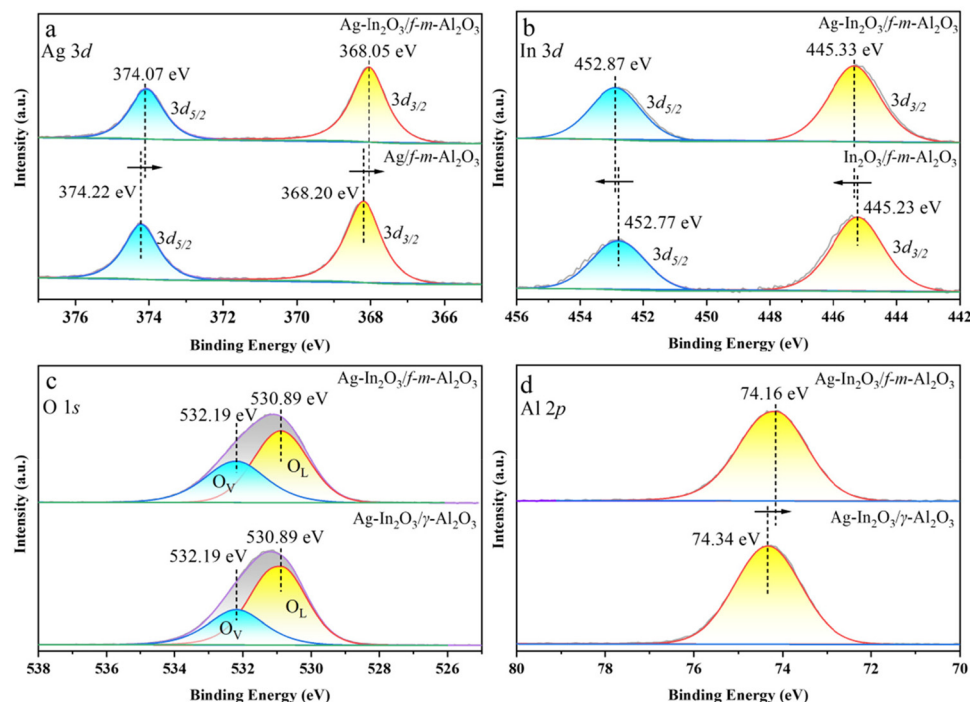 a
Ag-In₂O₃/f-m-Al₂O₃
Ag 3d
368.05 eV
374.07 eV
3d₅/₂
3d₃/₂
Ag/f-m-Al₂O₃
374.22 eV
368.20 eV
3d₅/₂
3d₃/₂
Intensity (a.u.)
376 374 372 370 368 366
Binding Energy (eV)
b
Ag-In₂O₃/f-m-Al₂O₃
In 3d
445.33 eV
452.87 eV
3d₅/₂
3d₃/₂
In₂O₃/f-m-Al₂O₃
452.77 eV
445.23 eV
3d₅/₂
3d₃/₂
Intensity (a.u.)
456 454 452 450 448 446 444 442
Binding Energy (eV)
c
Ag-In₂O₃/f-m-Al₂O₃
O 1s
532.19 eV
530.89 eV
O_V
O_L
Ag-In₂O₃/γ-Al₂O₃
532.19 eV
530.89 eV
O_V
O_L
Intensity (a.u.)
538 536 534 532 530 528 526
Binding Energy (eV)
d
Ag-In₂O₃/f-m-Al₂O₃
Al 2p
74.16 eV
Ag-In₂O₃/γ-Al₂O₃
74.34 eV
Intensity (a.u.)
80 78 76 74 72 70
Binding Energy (eV)